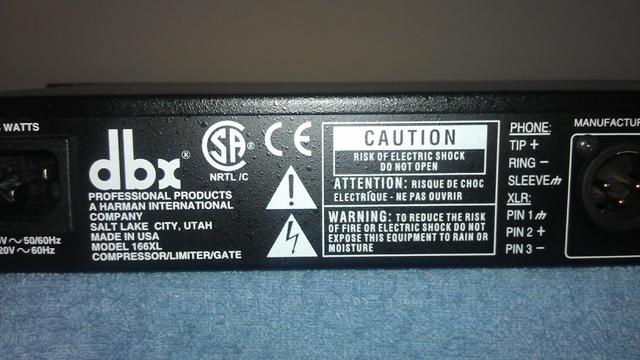 WATTS
V~50/60Hz
20V~60Hz
dbx®
PROFESSIONAL PRODUCTS
A HARMAN INTERNATIONAL
COMPANY
SALT LAKE CITY, UTAH
MADE IN USA
MODEL 166XL
COMPRESSOR/LIMITER/GATE
SA®
NRTL /C
CE
CAUTION
RISK OF ELECTRIC SHOCK
DO NOT OPEN
ATTENTION: RISQUE DE CHOC
ELECTRIQUE - NE PAS OUVRIR
WARNING: TO REDUCE THE RISK
OF FIRE OR ELECTRIC SHOCK DO NOT
EXPOSE THIS EQUIPMENT TO RAIN OR
MOISTURE
PHONE:
TIP +
RING -
SLEEVE
XLR:
PIN 1
PIN 2 +
PIN 3 -
MANUFACTUR